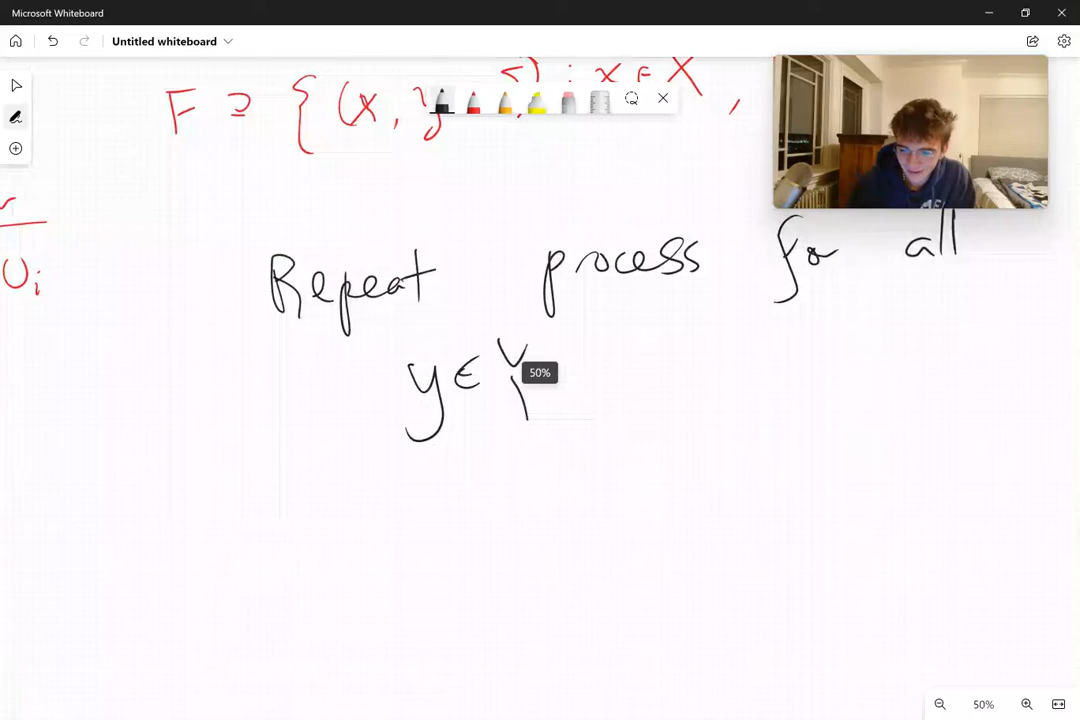 Microsoft Whiteboard
Untitled whiteboard
F ⊇ { (x, y
) : x ∈ X ,
U i
Repeat process for all
y ∈ Y
50%
50%